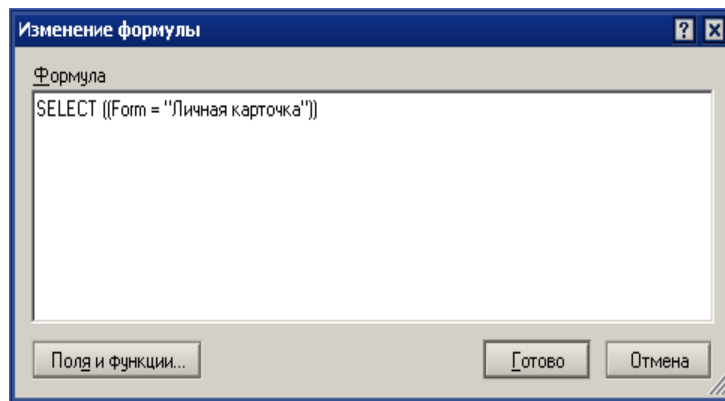 Изменение формулы
Формула
SELECT ((Form = "Личная карточка"))
Поля и функции...
Готово
Отмена